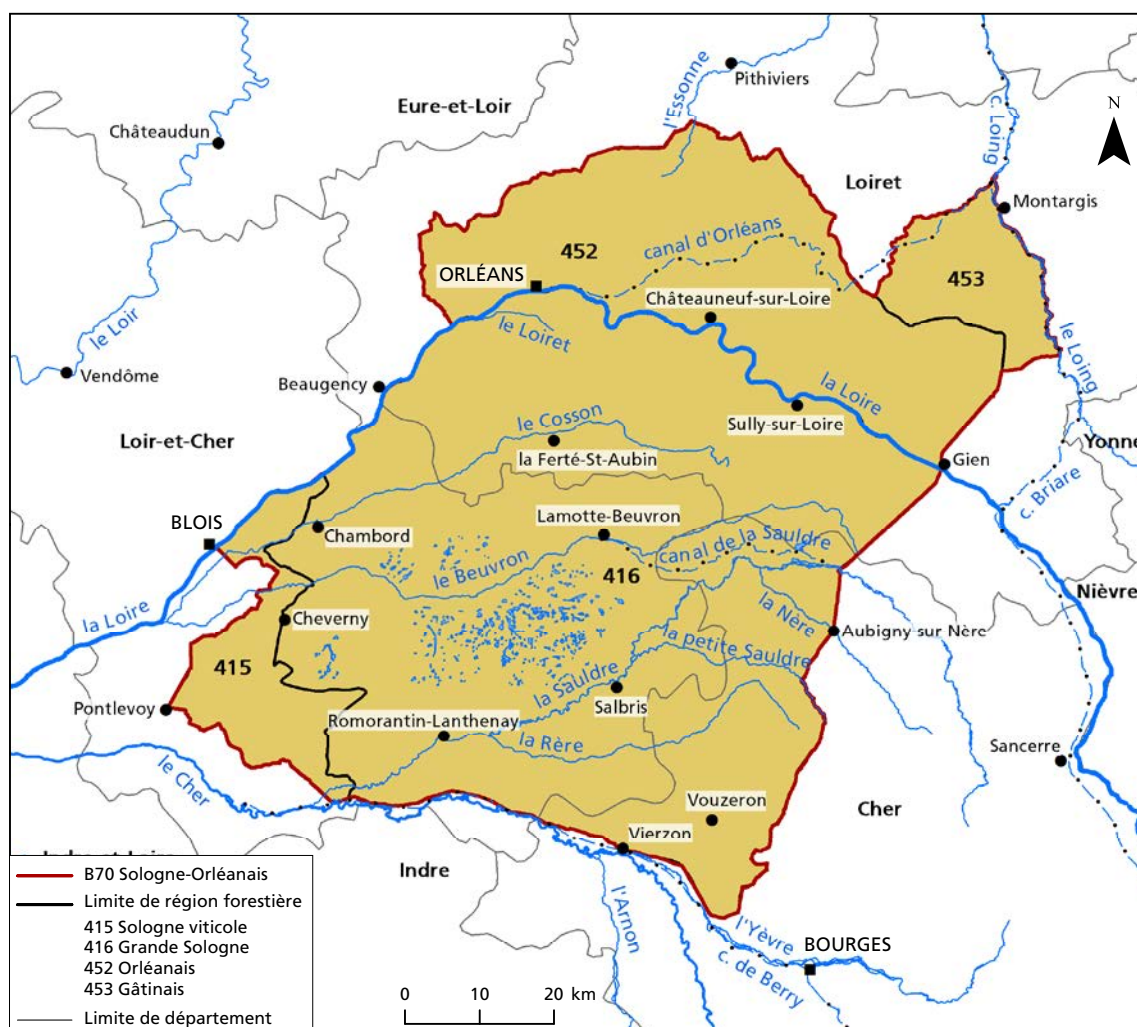 Pithiviers
l'Essonne
Eure-et-Loir
c. Loing
N
Châteaudun
Loiret
Montargis
452
canal d'Orléans
ORLÉANS
453
Châteauneuf-sur-Loire
le Loiret
le Loir
le Loing
Vendôme
Beaugency
la Loire
le Cosson
Sully-sur-Loire
Loir-et-Cher
la Ferté-St-Aubin
Yonne
Gien
c. Briare
BLOIS
Chambord
Lamotte-Beuvron
canal de la Sauldre
le Beuvron
416
Nièvre
la Loire
la Nère
Cheverny
Aubigny sur Nère
la petite Sauldre
415
la Sauldre
Pontlevoy
Salbris
Romorantin-Lanthenay
la Rère
Sancerre
le Cher
Vouzeron
Cher
Vierzon
Indre
l'Arnon
l'Yèvre
BOURGES
c. de Berry
B70 Sologne-Orléanais
Limite de région forestière
415 Sologne viticole
416 Grande Sologne
452 Orléanais
453 Gâtinais
Limite de département
0 10 20 km